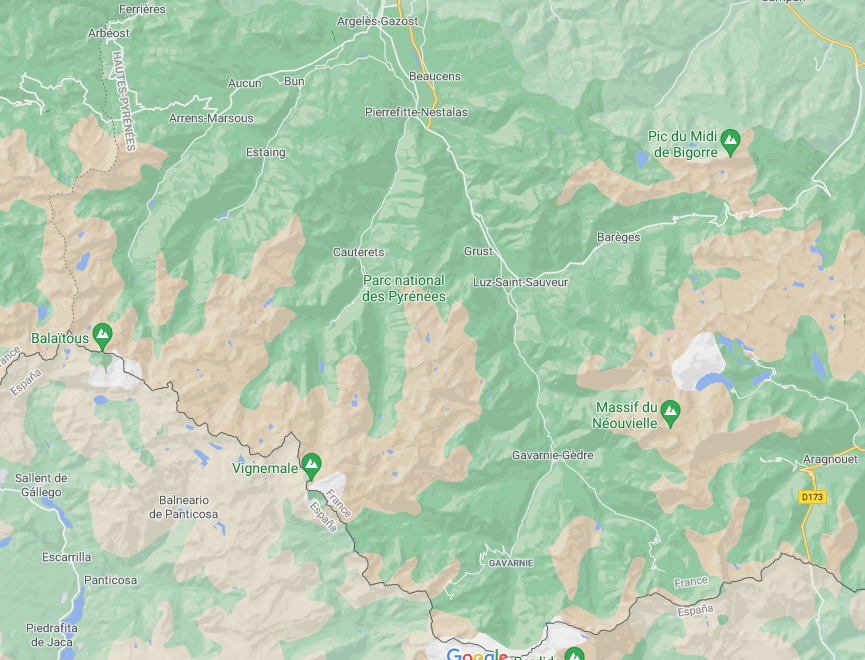 Ferrières
Campan
Argelès-Gazost
Arbéost
HAUTES-PYRÉNÉES
Beaucens
Aucun
Bun
Pierrefitte-Nestalas
Arrens-Marsous
Pic du Midi
de Bigorre
Estaing
Barèges
Cauterets
Grust
Parc national
des Pyrénées
Luz-Saint-Sauveur
Balaïtous
France
España
Massif du
Néouvielle
Gavarnie-Gèdre
Aragnouet
Vignemale
Sallent de
Gállego
D173
Balneario
de Panticosa
France
España
Escarrilla
GAVARNIE
Panticosa
France
España
Piedrafita
de Jaca
Google